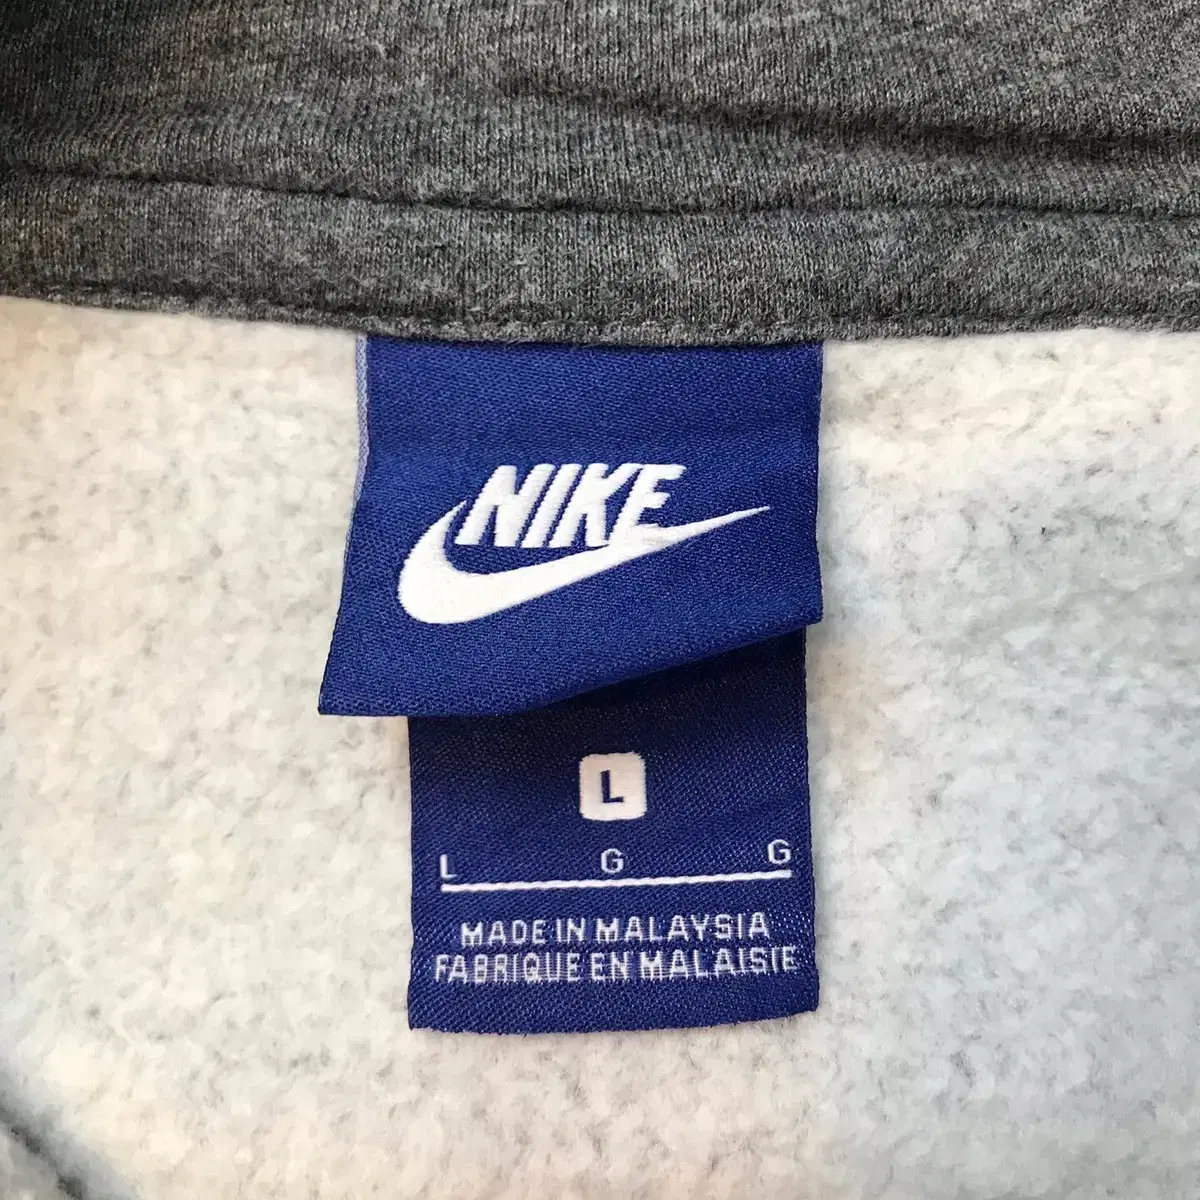 NIKE
L
L G G
MADE IN MALAYSIA
FABRIQUE EN MALAISIE